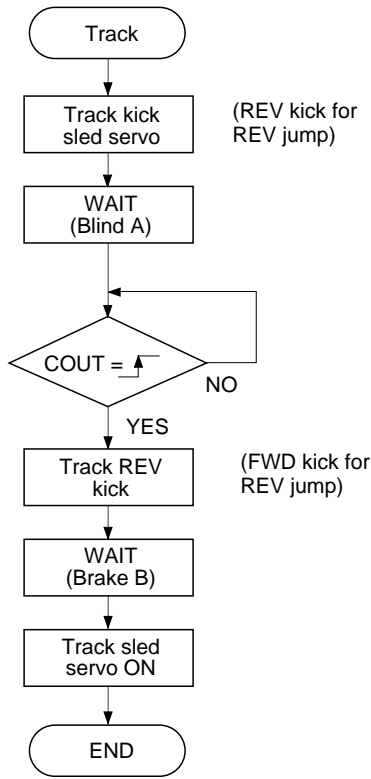 Track
Track kick
sled servo
(REV kick for
REV jump)
WAIT
(Blind A)
COUT =
NO
YES
Track REV
kick
(FWD kick for
REV jump)
WAIT
(Brake B)
Track sled
servo ON
END